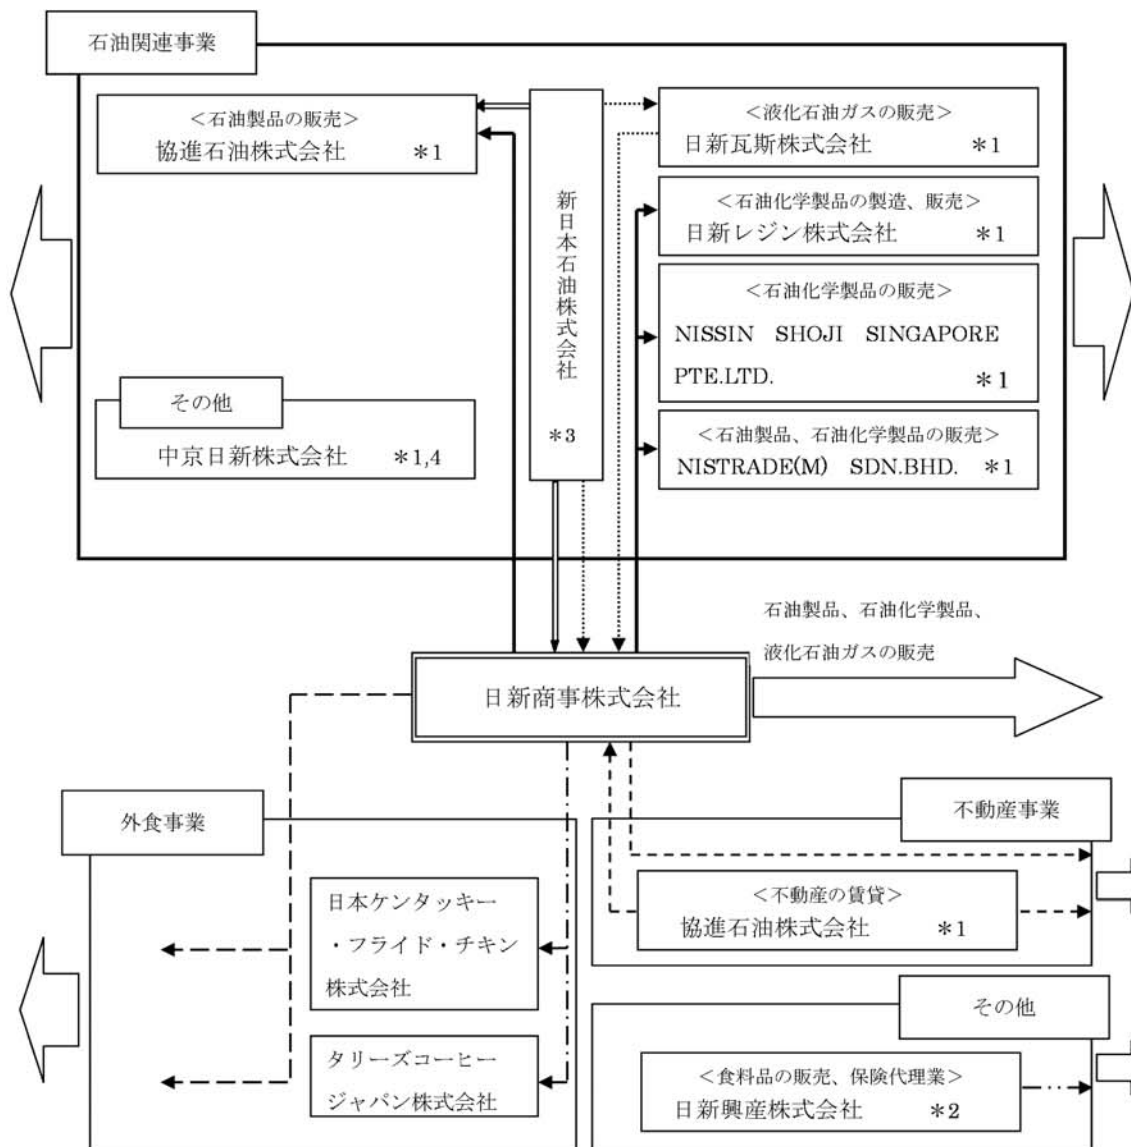 石油関連事業
<石油製品の販売>
協進石油株式会社 *1
新日本石油株式会社
*3
<液化石油ガスの販売>
日新瓦斯株式会社 *1
<石油化学製品の製造、販売>
日新レジン株式会社 *1
<石油化学製品の販売>
NISSIN SHOJI SINGAPORE
PTE.LTD. *1
その他
中京日新株式会社 *1,4
<石油製品、石油化学製品の販売>
NISTRADE(M) SDN.BHD. *1
石油製品、石油化学製品、
液化石油ガスの販売
日新商事株式会社
外食事業
日本ケンタッキー
・フライド・チキン
株式会社
タリーズコーヒー
ジャパン株式会社
不動産事業
<不動産の賃貸>
協進石油株式会社 *1
その他
<食料品の販売、保険代理業>
日新興産株式会社 *2